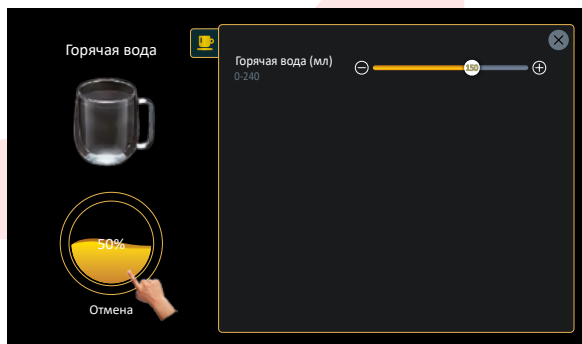 Горячая вода
Горячая вода (мл)
0-240
150
50%
Отмена